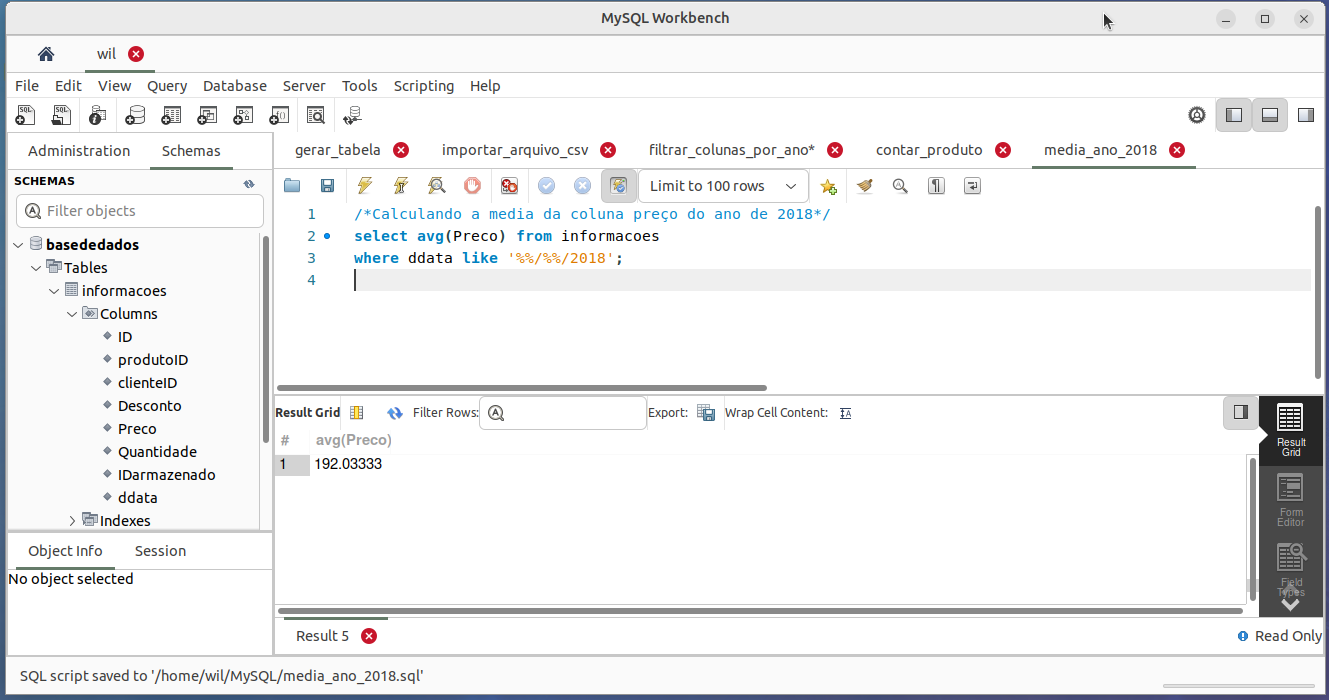 MySQL Workbench
wil
File Edit View Query Database Server Tools Scripting Help
Administration Schemas
SCHEMAS
Filter objects
basededados
Tables
informacoes
Columns
ID
produtoID
clienteID
Desconto
Preco
Quantidade
IDarmazenado
ddata
Indexes
Object Info Session
No object selected
gerar_tabela importar_arquivo_csv filtrar_colunas_por_ano* contar_produto media_ano_2018
Limit to 100 rows
1 /*Calculando a media da coluna preço do ano de 2018*/
2 select avg(Preco) from informacoes
3 where ddata like '%%/%%/2018';
4
Result Grid Filter Rows: Export: Wrap Cell Content:
# avg(Preco)
1 192.03333
Result
Grid
Form
Editor
Field
Types
Result 5 Read Only
SQL script saved to '/home/wil/MySQL/media_ano_2018.sql'